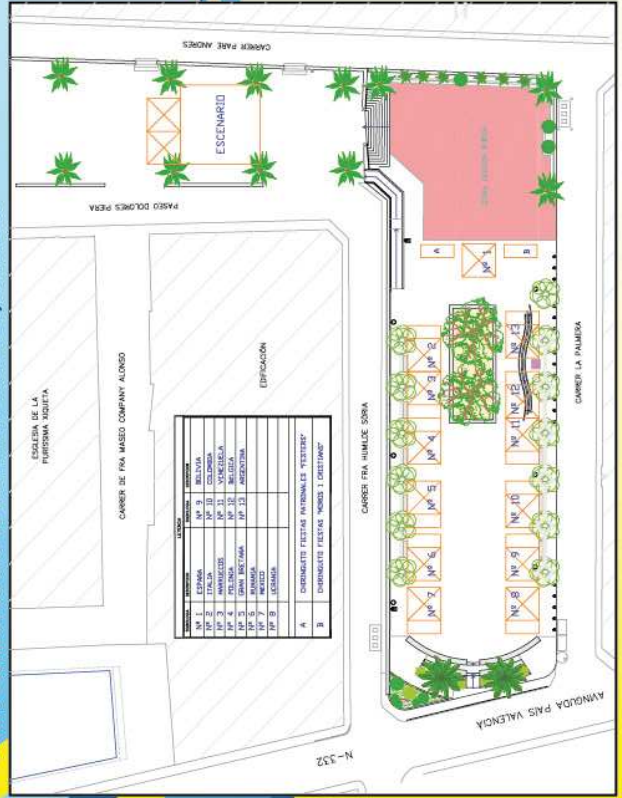 CARRER PARE ANDRES
ESCENARIO
PASEO DOLORES PIERA
ESGLESIA DE LA
PURISSIMA XIQUETA
CARRER DE FRA MASEO COMPANY ALONSO
EDIFICACIÓN
Nº 1 ESPAÑA Nº 9 BOLIVIA
Nº 2 ITALIA Nº 10 COLOMBIA
Nº 3 MARRUECOS Nº 11 VENEZUELA
Nº 4 POLONIA Nº 12 BELGICA
Nº 5 GRAN BRETAÑA Nº 13 ARGENTINA
Nº 6 RUMANIA
Nº 7 MEXICO
Nº 8 UCRANIA
A CHIRINGUITO FIESTAS PATRONALES "FESTERS"
B CHIRINGUITO FIESTAS "MOROS I CRISTIANS"
CARRER FRA HUMILDE SORIA
A
Nº 1
B
Nº 2
Nº 3
Nº 4
Nº 5
Nº 6
Nº 7
Nº 13
Nº 12
Nº 11
Nº 10
Nº 9
Nº 8
CARRER LA PALMERA
AVINGUDA PAÍS VALENCIÀ
N-332